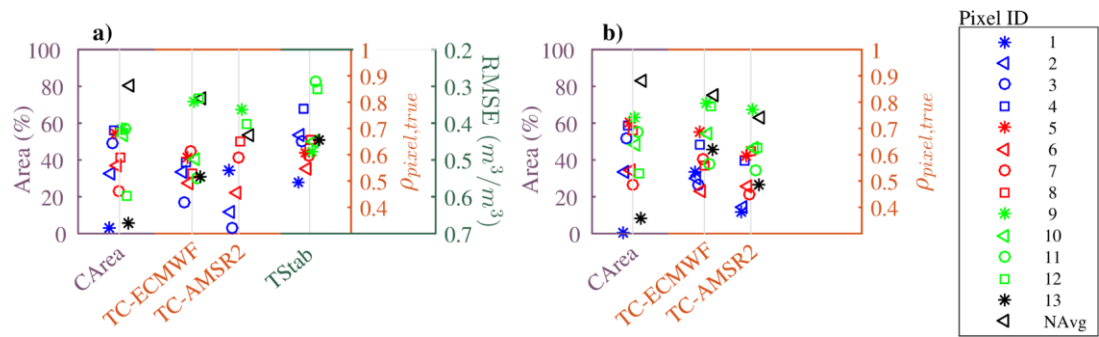 a)
100
80
60
40
20
0
Area (%)
CArea
TC-ECMWF
TC-AMSR2
TStab
1
0.9
0.8
0.7
0.6
0.5
0.4
ρpixel,true
0.2
0.3
0.4
0.5
0.6
0.7
RMSE (m³/m³)
b)
100
80
60
40
20
0
Area (%)
CArea
TC-ECMWF
TC-AMSR2
1
0.9
0.8
0.7
0.6
0.5
0.4
ρpixel,true
Pixel ID
1
2
3
4
5
6
7
8
9
10
11
12
13
NAvg